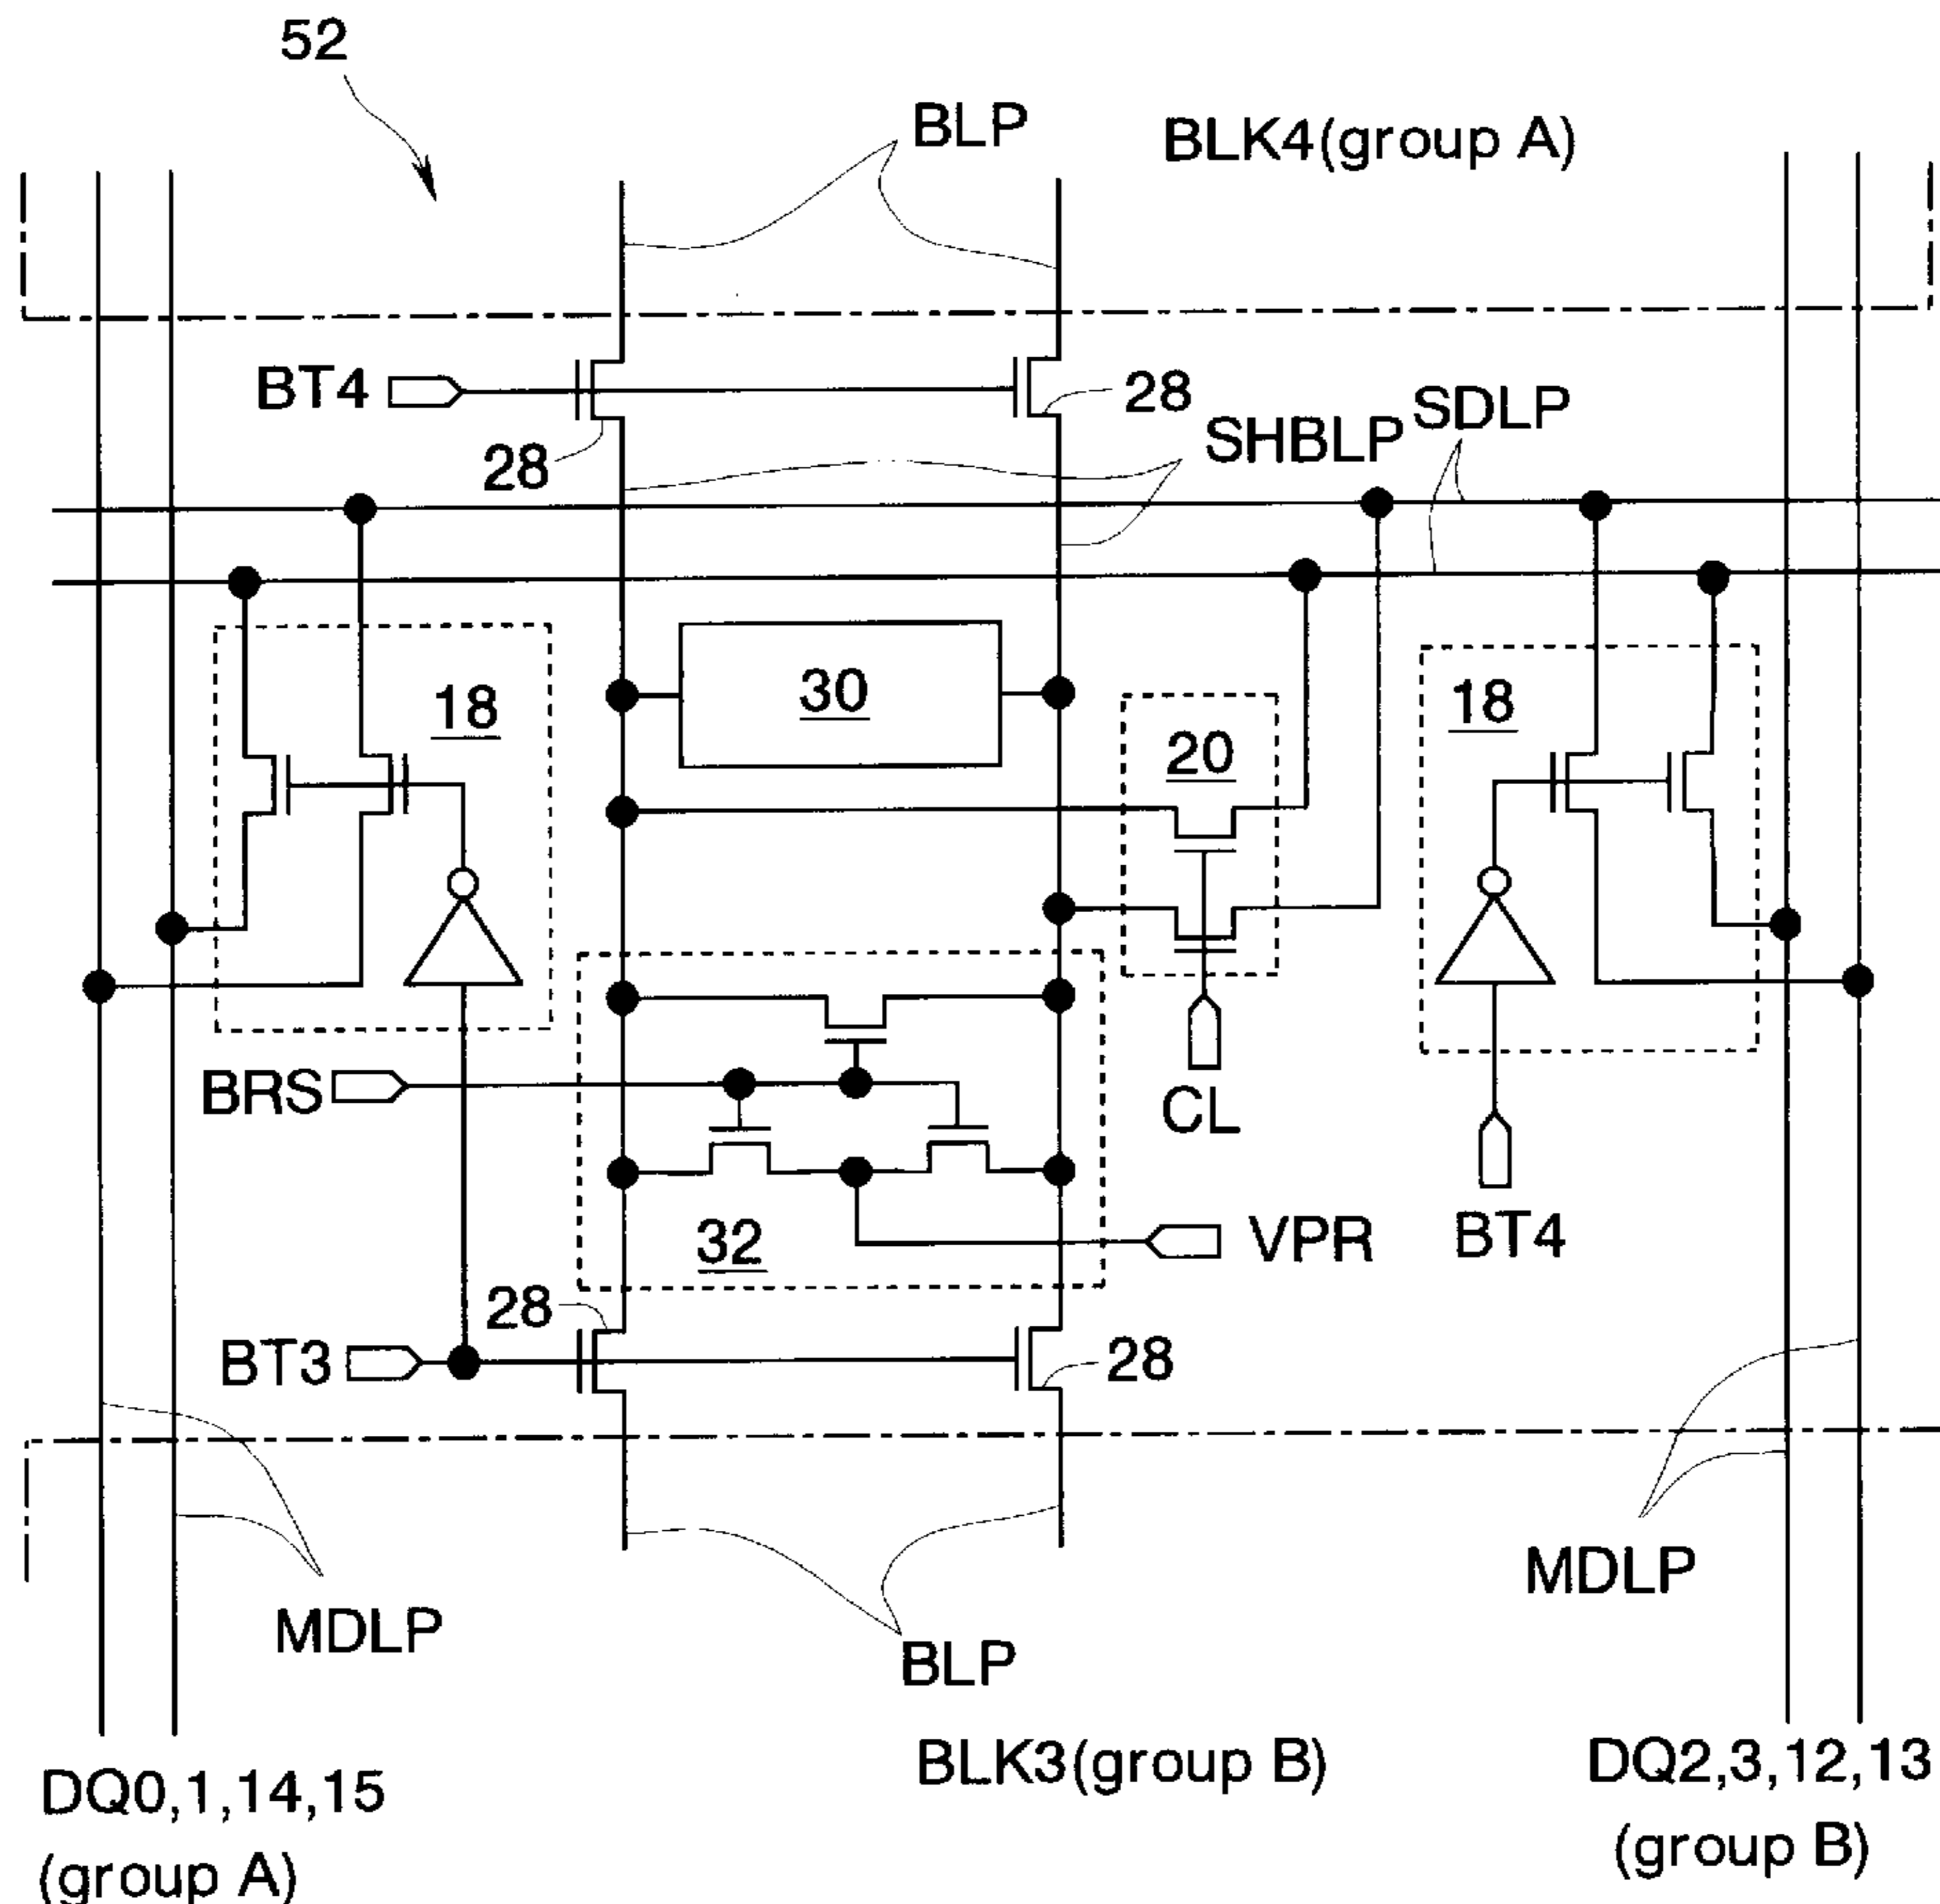 52
BLP
BLK4(group A)
BT4
28
SDLP
SHBLP
28
30
18
18
20
BRS
CL
BT4
32
VPR
28
BT3
28
MDLP
MDLP
BLP
BLK3(group B)
DQ2,3,12,13
(group B)
DQ0,1,14,15
(group A)